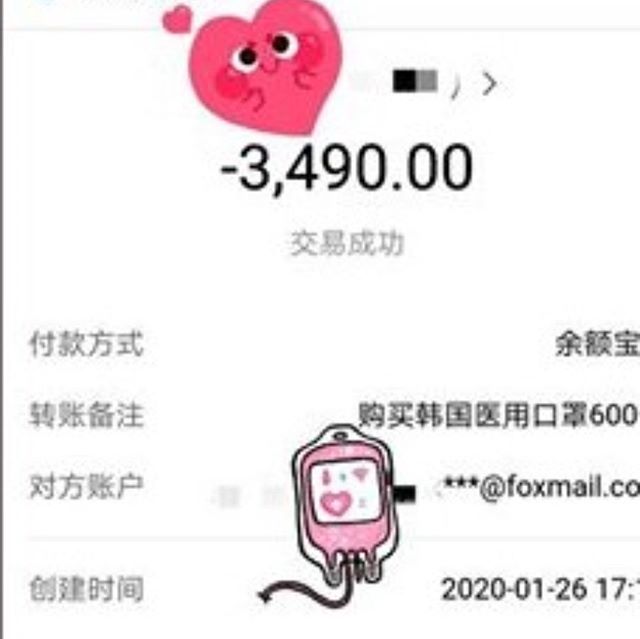 -3,490.00
交易成功
付款方式 余额宝
转账备注 购买韩国医用口罩600
对方账户 ***@foxmail.co
创建时间 2020-01-26 17: